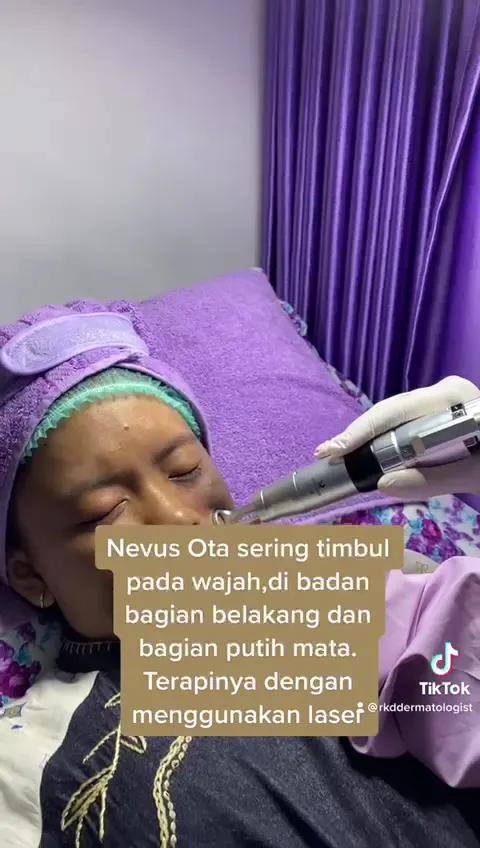 Nevus Ota sering timbul
pada wajah,di badan
bagian belakang dan
bagian putih mata.
Terapinya dengan
menggunakan laser
TikTok
@rkddermatologist